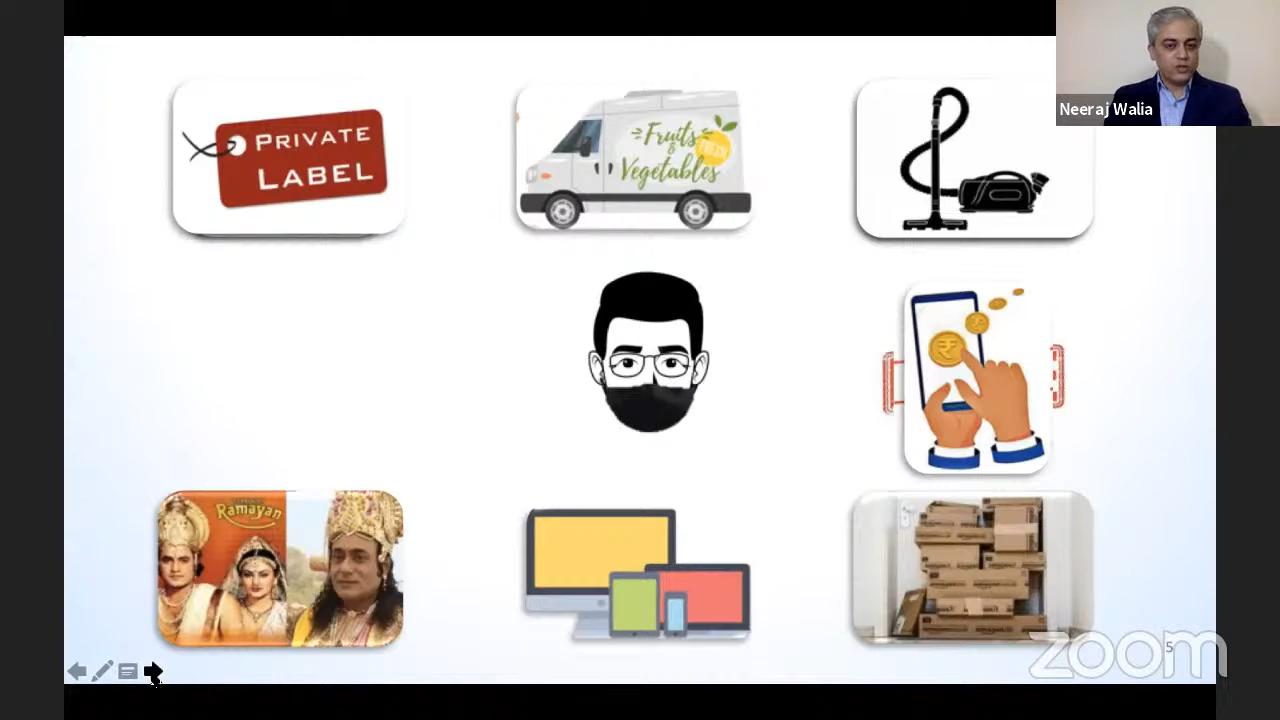 Neeraj Walia
PRIVATE
LABEL
Fruits
&
Vegetables
Ramayan
₹
₹
5
zoom